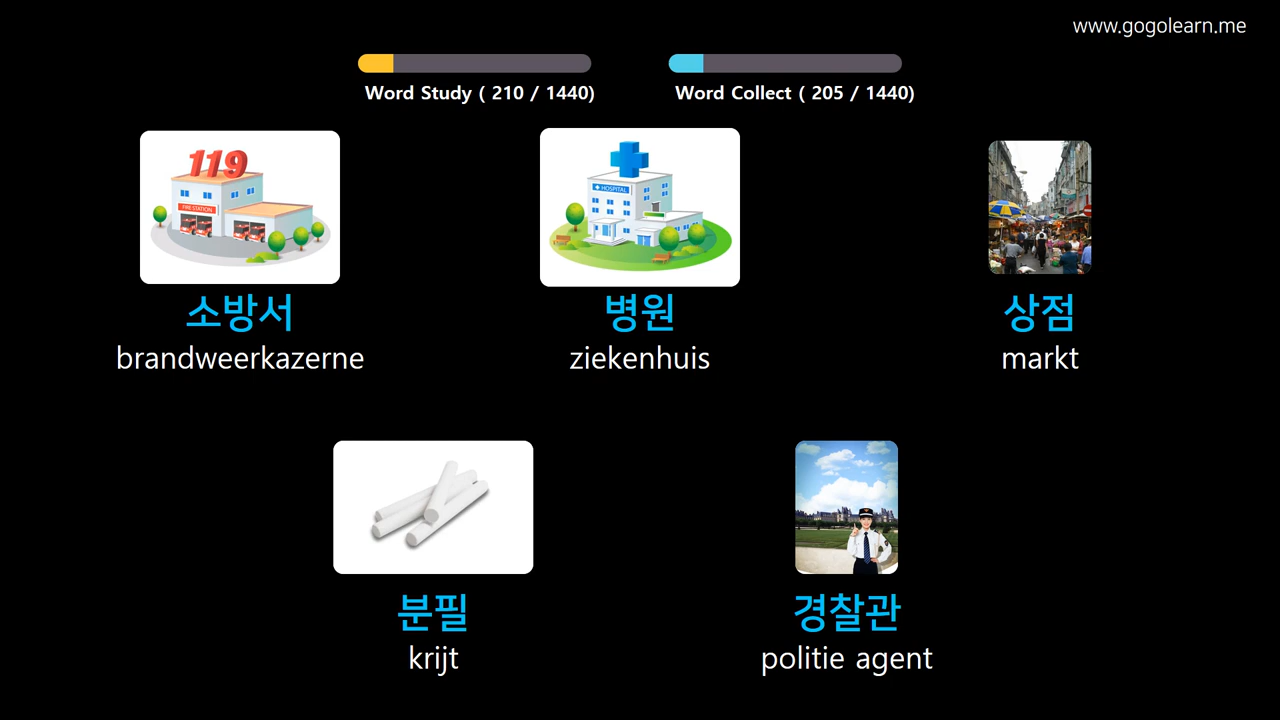 www.gogolearn.me
Word Study ( 210 / 1440)
Word Collect ( 205 / 1440)
119
FIRE STATION
HOSPITAL
소방서
병원
상점
brandweerkazerne
ziekenhuis
markt
분필
경찰관
krijt
politie agent